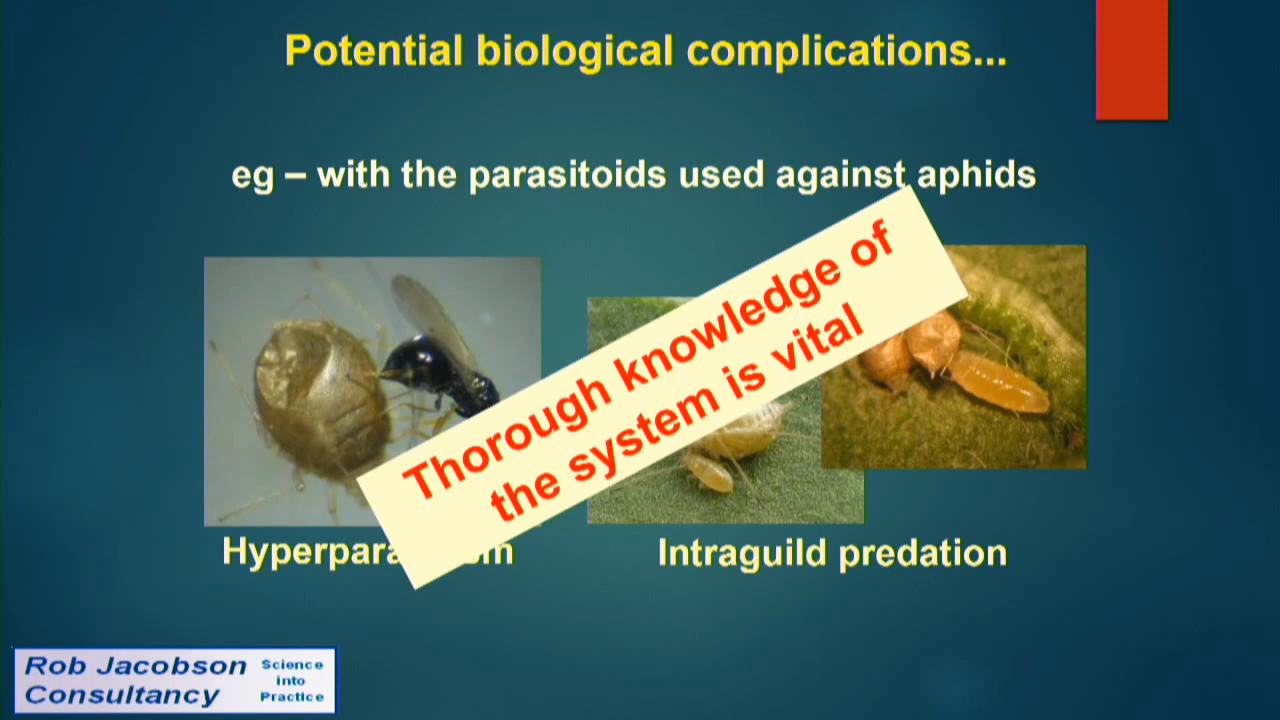 Potential biological complications...
eg – with the parasitoids used against aphids
Thorough knowledge of
the system is vital
Intraguild predation
Rob Jacobson
Consultancy
Science
into
Practice